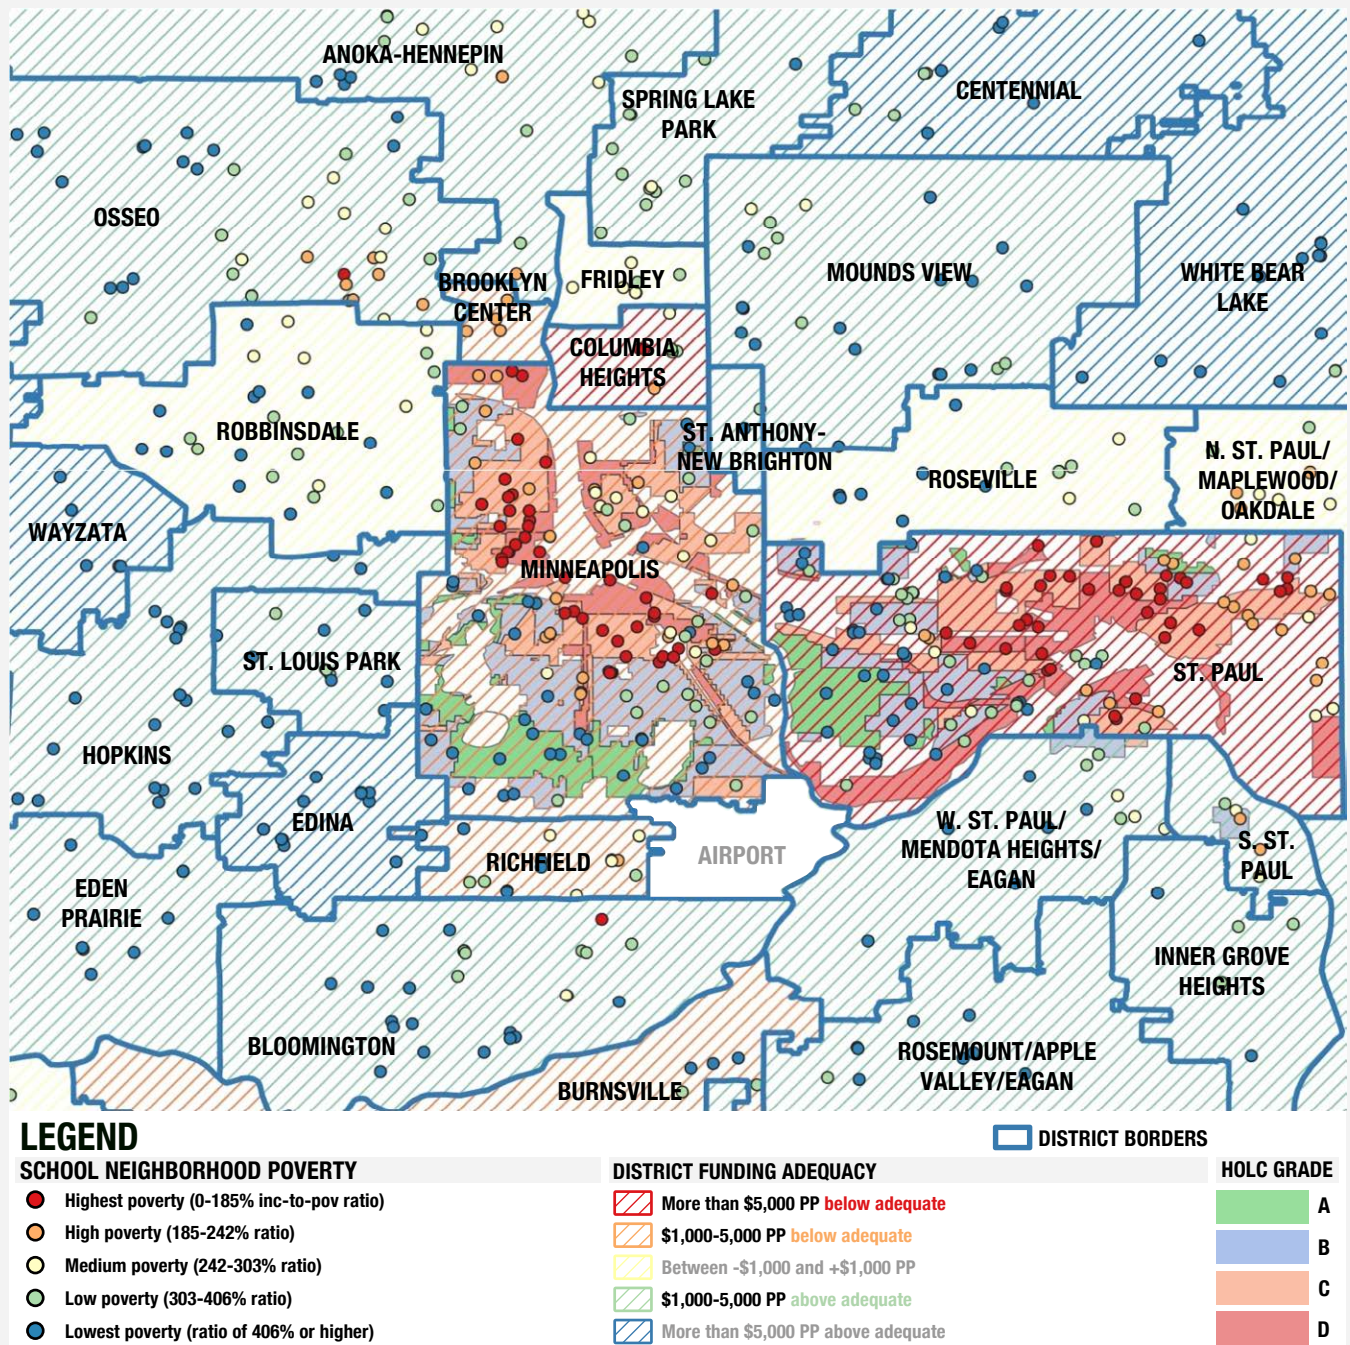 ANOKA-HENNEPIN
SPRING LAKE
PARK
CENTENNIAL
OSSEO
BROOKLYN
CENTER
FRIDLEY
MOUNDS VIEW
WHITE BEAR
LAKE
COLUMBIA
HEIGHTS
ROBBINSDALE
ST. ANTHONY-
NEW BRIGHTON
ROSEVILLE
N. ST. PAUL/
MAPLEWOOD/
OAKDALE
WAYZATA
MINNEAPOLIS
ST. LOUIS PARK
ST. PAUL
HOPKINS
EDINA
RICHFIELD
AIRPORT
W. ST. PAUL/
MENDOTA HEIGHTS/
EAGAN
S. ST.
PAUL
EDEN
PRAIRIE
INNER GROVE
HEIGHTS
BLOOMINGTON
BURNSVILLE
ROSEMOUNT/APPLE
VALLEY/EAGAN
LEGEND
DISTRICT BORDERS
SCHOOL NEIGHBORHOOD POVERTY
Highest poverty (0-185% inc-to-pov ratio)
High poverty (185-242% ratio)
Medium poverty (242-303% ratio)
Low poverty (303-406% ratio)
Lowest poverty (ratio of 406% or higher)
DISTRICT FUNDING ADEQUACY
More than $5,000 PP below adequate
$1,000-5,000 PP below adequate
Between -$1,000 and +$1,000 PP
$1,000-5,000 PP above adequate
More than $5,000 PP above adequate
HOLC GRADE
A
B
C
D